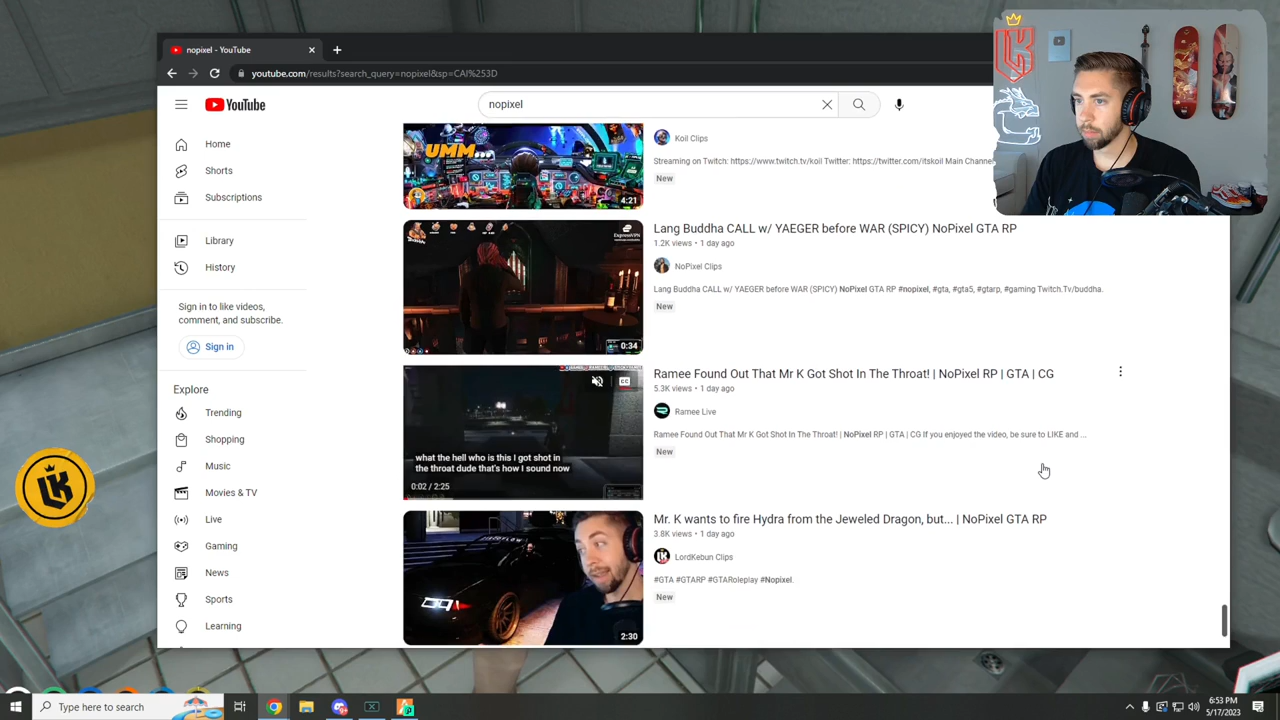 nopixel - YouTube
youtube.com/results?search_query=nopixel&sp=CAI%253D
YouTube
nopixel
Home
Shorts
Subscriptions
Library
History
Sign in to like videos,
comment, and subscribe.
Sign in
Explore
Trending
Shopping
Music
Movies & TV
Live
Gaming
News
Sports
Learning
UMM
4:21
Koil Clips
Streaming on Twitch: https://www.twitch.tv/koil Twitter: https://twitter.com/itskoil Main Channel
New
ExpressVPN
0:34
Lang Buddha CALL w/ YAEGER before WAR (SPICY) NoPixel GTA RP
1.2K views • 1 day ago
NoPixel Clips
Lang Buddha CALL w/ YAEGER before WAR (SPICY) NoPixel GTA RP #nopixel, #gta, #gta5, #gtarp, #gaming Twitch.Tv/buddha.
New
CC
what the hell who is this I got shot in
the throat dude that's how I sound now
0:02 / 2:25
Ramee Found Out That Mr K Got Shot In The Throat! | NoPixel RP | GTA | CG
5.3K views • 1 day ago
Ramee Live
Ramee Found Out That Mr K Got Shot In The Throat! | NoPixel RP | GTA | CG If you enjoyed the video, be sure to LIKE and ...
New
2:30
Mr. K wants to fire Hydra from the Jeweled Dragon, but... | NoPixel GTA RP
3.8K views • 1 day ago
LordKebun Clips
#GTA #GTARP #GTARoleplay #Nopixel.
New
LK
LK
Type here to search
6:53 PM
5/17/2023